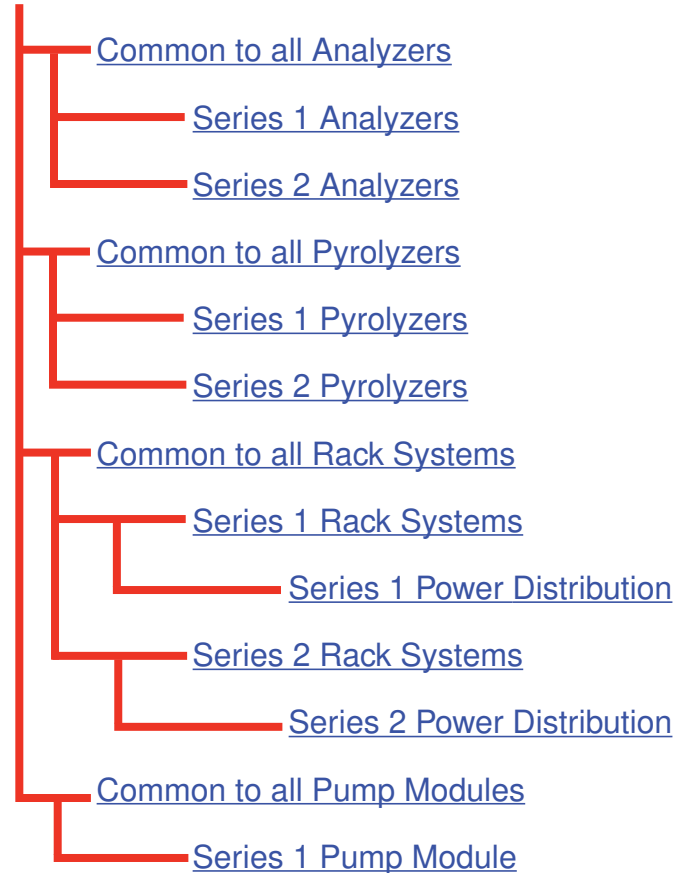 Common to all Analyzers
Series 1 Analyzers
Series 2 Analyzers
Common to all Pyrolyzers
Series 1 Pyrolyzers
Series 2 Pyrolyzers
Common to all Rack Systems
Series 1 Rack Systems
Series 1 Power Distribution
Series 2 Rack Systems
Series 2 Power Distribution
Common to all Pump Modules
Series 1 Pump Module